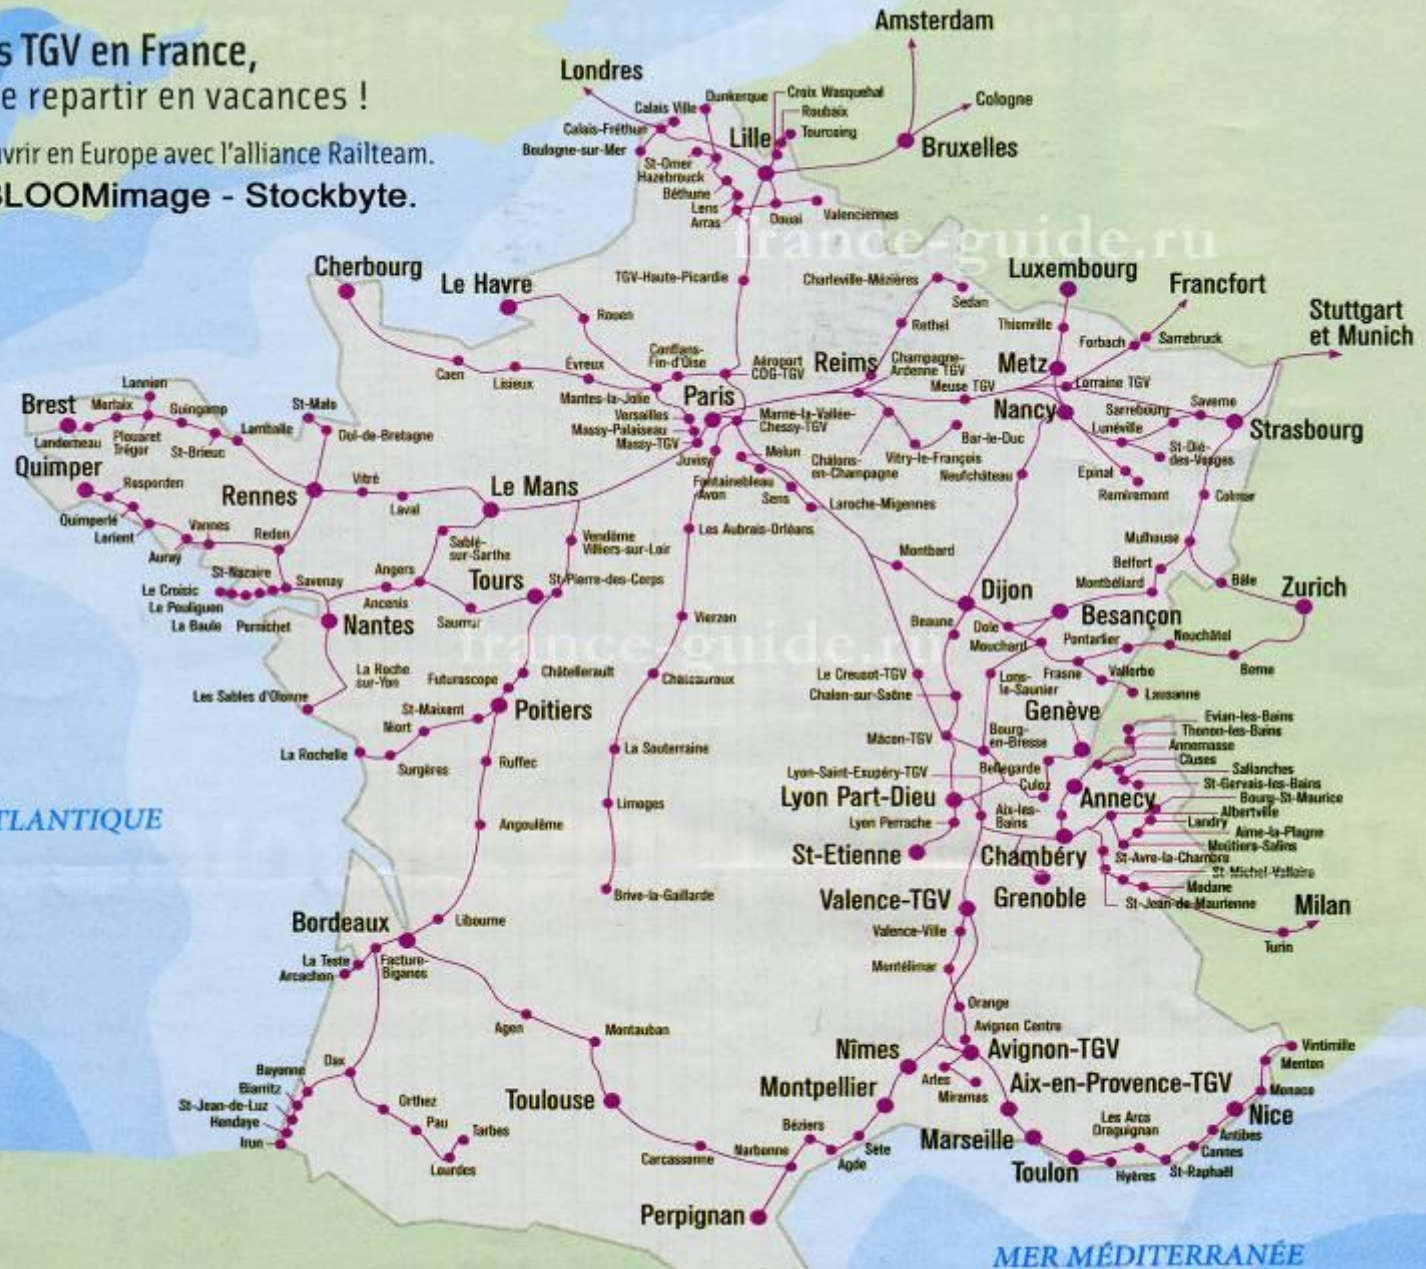 s TGV en France,
e repartir en vacances !
uvrir en Europe avec l'alliance Railteam.
BLOOMimage - Stockbyte.
Amsterdam
Londres
Cologne
Bruxelles
Calais Ville
Dunkerque
Croix Wasquehal
Roubaix
Tourcoing
Lille
Calais-Fréthun
Boulogne-sur-Mer
St-Omer
Hazebrouck
Béthune
Lens
Arras
Douai
Valenciennes
france-guide.ru
TGV-Haute-Picardie
Cherbourg
Le Havre
Rouen
Charleville-Mézières
Sedan
Rethel
Luxembourg
Francfort
Stuttgart
et Munich
Thionville
Forbach
Sarrebruck
Caen
Lisieux
Évreux
Conflans-
Fin-d'Oise
Mantes-la-Jolie
Aéroport
CDG-TGV
Reims
Champagne-
Ardenne TGV
Meuse TGV
Metz
Lorraine TGV
Nancy
Sarrebourg
Saverne
Lunéville
Strasbourg
St-Dié-
des-Vosges
Epinal
Remiremont
Colmar
Paris
Versailles
Massy-Palaiseau
Massy-TGV
Juvisy
Marne-la-Vallée-
Chessy-TGV
Melun
Fontainebleau
Avon
Sens
Laroche-Migennes
Châlons-
en-Champagne
Vitry-le-François
Bar-le-Duc
Neufchâteau
Lannion
Brest
Morlaix
Guingamp
Landerneau
Plouaret
Trégor
St-Brieuc
Lamballe
St-Malo
Dol-de-Bretagne
Quimper
Rosporden
Quimperlé
Lorient
Auray
Vannes
Redon
Rennes
Vitré
Laval
Le Mans
Sablé-
sur-Sarthe
Vendôme
Villiers-sur-Loir
Les Aubrais-Orléans
Montbard
Mulhouse
Belfort
Montbéliard
Bâle
Zurich
St-Nazaire
Savenay
Le Croisic
Le Pouliguen
La Baule
Pornichet
Angers
Ancenis
Saumur
Tours
St-Pierre-des-Corps
Nantes
Vierzon
Dijon
Beaune
Dole
Besançon
Mouchard
Pontarlier
Neuchâtel
Berne
Frasne
Vallorbe
Lausanne
france-guide.ru
La Roche
sur-Yon
Les Sables d'Olonne
Châtellerault
Futuroscope
Poitiers
St-Maixent
Niort
La Rochelle
Surgères
Ruffec
Châteauroux
La Souterraine
Le Creusot-TGV
Chalon-sur-Saône
Mâcon-TGV
Lons-
le-Saunier
Bourg-
en-Bresse
Genève
Bellegarde
Culoz
Evian-les-Bains
Thonon-les-Bains
Annemasse
Cluses
Sallanches
St-Gervais-les-Bains
Bourg-St-Maurice
Albertville
Landry
Aime-la-Plagne
Moûtiers-Salins
Annecy
Lyon-Saint-Exupéry-TGV
Lyon Part-Dieu
Lyon Perrache
Aix-les-
Bains
St-Etienne
Chambéry
Grenoble
St-Avre-la-Chambre
St-Michel-Valloire
Modane
St-Jean-de-Maurienne
Milan
Turin
TLANTIQUE
Angoulême
Limoges
Brive-la-Gaillarde
Bordeaux
Libourne
La Teste
Arcachon
Facture-
Biganos
Agen
Montauban
Valence-TGV
Valence-Ville
Montélimar
Orange
Avignon Centre
Nîmes
Avignon-TGV
Arles
Miramas
Aix-en-Provence-TGV
Montpellier
Marseille
Toulon
Les Arcs
Draguignan
Hyères
St-Raphaël
Cannes
Antibes
Nice
Monaco
Menton
Vintimille
Bayonne
Biarritz
St-Jean-de-Luz
Hendaye
Irun
Dax
Orthez
Pau
Lourdes
Tarbes
Toulouse
Carcassonne
Narbonne
Béziers
Agde
Sète
Perpignan
MER MÉDITERRANÉE